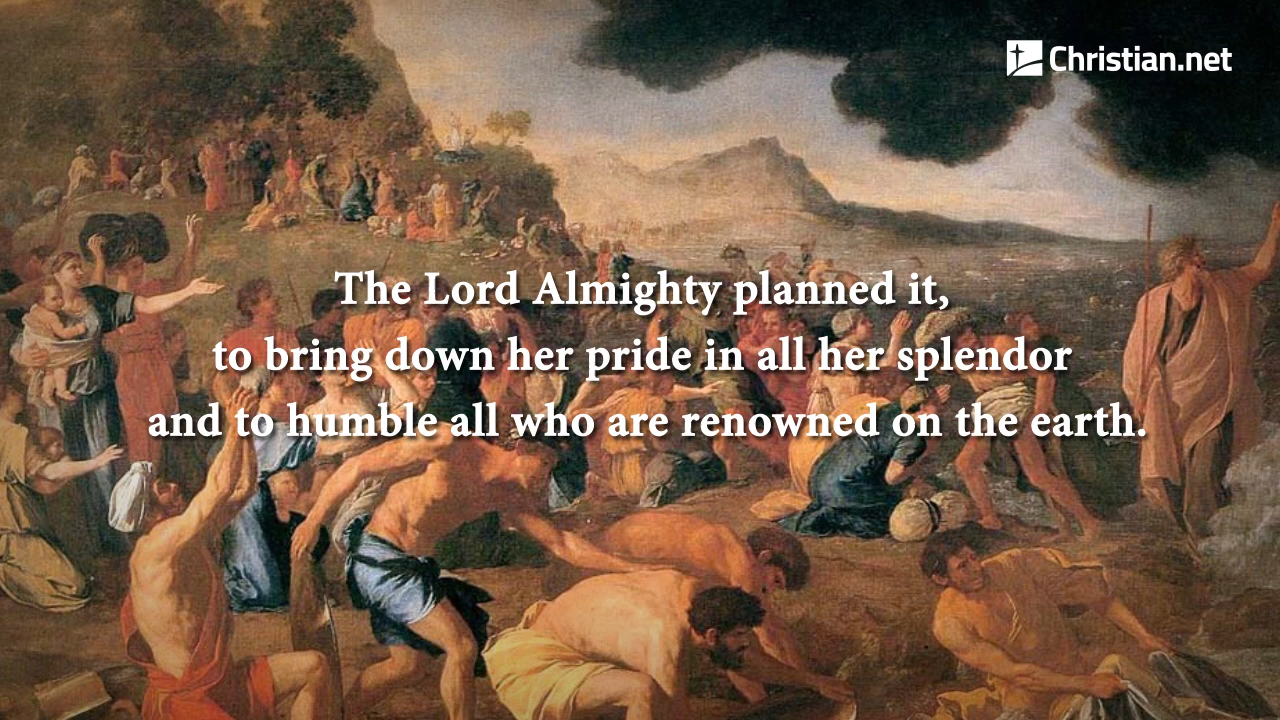 Christian.net
The Lord Almighty planned it,
to bring down her pride in all her splendor
and to humble all who are renowned on the earth.